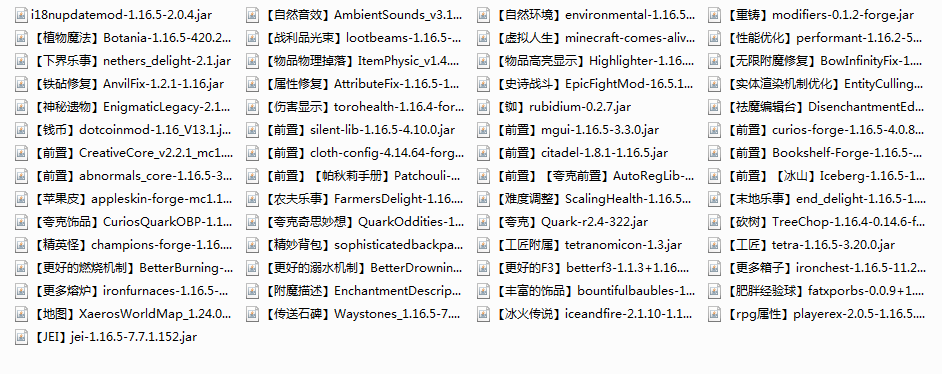 i18nupdatemod-1.16.5-2.0.4.jar
【自然音效】AmbientSounds_v3.1...
【自然环境】environmental-1.16.5...
【重铸】modifiers-0.1.2-forge.jar
【植物魔法】Botania-1.16.5-420.2...
【战利品光束】lootbeams-1.16.5-...
【虚拟人生】minecraft-comes-aliv...
【性能优化】performant-1.16.2-5...
【下界乐事】nethers_delight-2.1.jar
【物品物理掉落】ItemPhysic_v1.4....
【物品高亮显示】Highlighter-1.16....
【无限附魔修复】BowInfinityFix-1....
【铁砧修复】AnvilFix-1.2.1-1.16.jar
【属性修复】AttributeFix-1.16.5-1...
【史诗战斗】EpicFightMod-16.5.1...
【实体渲染机制优化】EntityCulling...
【神秘遗物】EnigmaticLegacy-2.1...
【伤害显示】torohealth-1.16.4-for...
【铷】rubidium-0.2.7.jar
【祛魔编辑台】DisenchantmentEd...
【钱币】dotcoinmod-1.16_V13.1.j...
【前置】silent-lib-1.16.5-4.10.0.jar
【前置】mgui-1.16.5-3.3.0.jar
【前置】curios-forge-1.16.5-4.0.8...
【前置】CreativeCore_v2.2.1_mc1....
【前置】cloth-config-4.14.64-forg...
【前置】citadel-1.8.1-1.16.5.jar
【前置】Bookshelf-Forge-1.16.5-...
【前置】abnormals_core-1.16.5-3...
【前置】【帕秋莉手册】Patchouli-...
【前置】【夸克前置】AutoRegLib-...
【前置】【冰山】Iceberg-1.16.5-1...
【苹果皮】appleskin-forge-mc1.1...
【农夫乐事】FarmersDelight-1.16....
【难度调整】ScalingHealth-1.16.5...
【末地乐事】end_delight-1.16.5-1...
【夸克饰品】CuriosQuarkOBP-1.1...
【夸克奇思妙想】QuarkOddities-1...
【夸克】Quark-r2.4-322.jar
【砍树】TreeChop-1.16.4-0.14.6-f...
【精英怪】champions-forge-1.16....
【精妙背包】sophisticatedbackpa...
【工匠附属】tetranomicon-1.3.jar
【工匠】tetra-1.16.5-3.20.0.jar
【更好的燃烧机制】BetterBurning-...
【更好的溺水机制】BetterDrownin...
【更好的F3】betterf3-1.1.3+1.16....
【更多箱子】ironchest-1.16.5-11.2...
【更多熔炉】ironfurnaces-1.16.5-...
【附魔描述】EnchantmentDescrip...
【丰富的饰品】bountifulbaubles-1...
【肥胖经验球】fatxporbs-0.0.9+1....
【地图】XaerosWorldMap_1.24.0...
【传送石碑】Waystones_1.16.5-7....
【冰火传说】iceandfire-2.1.10-1.1...
【rpg属性】playerex-2.0.5-1.16.5...
【JEI】jei-1.16.5-7.7.1.152.jar